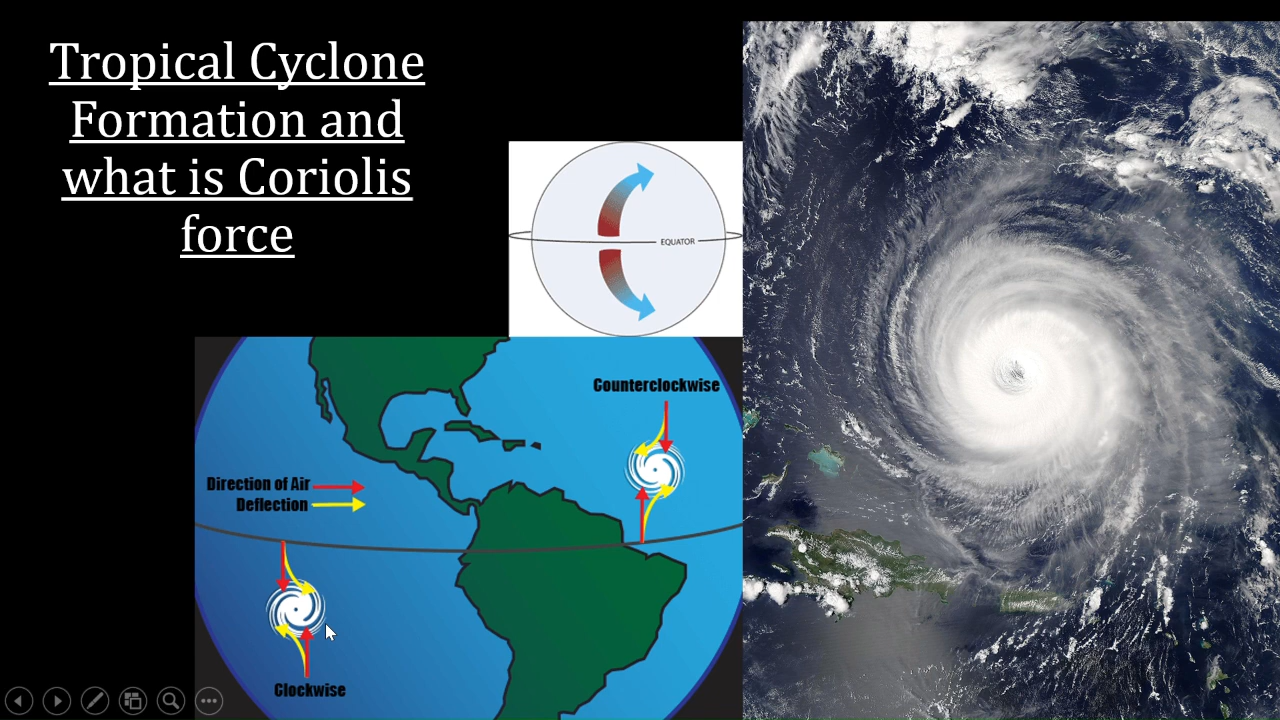 Tropical Cyclone
Formation and
what is Coriolis
force
EQUATOR
Counterclockwise
Direction of Air
Deflection
Clockwise